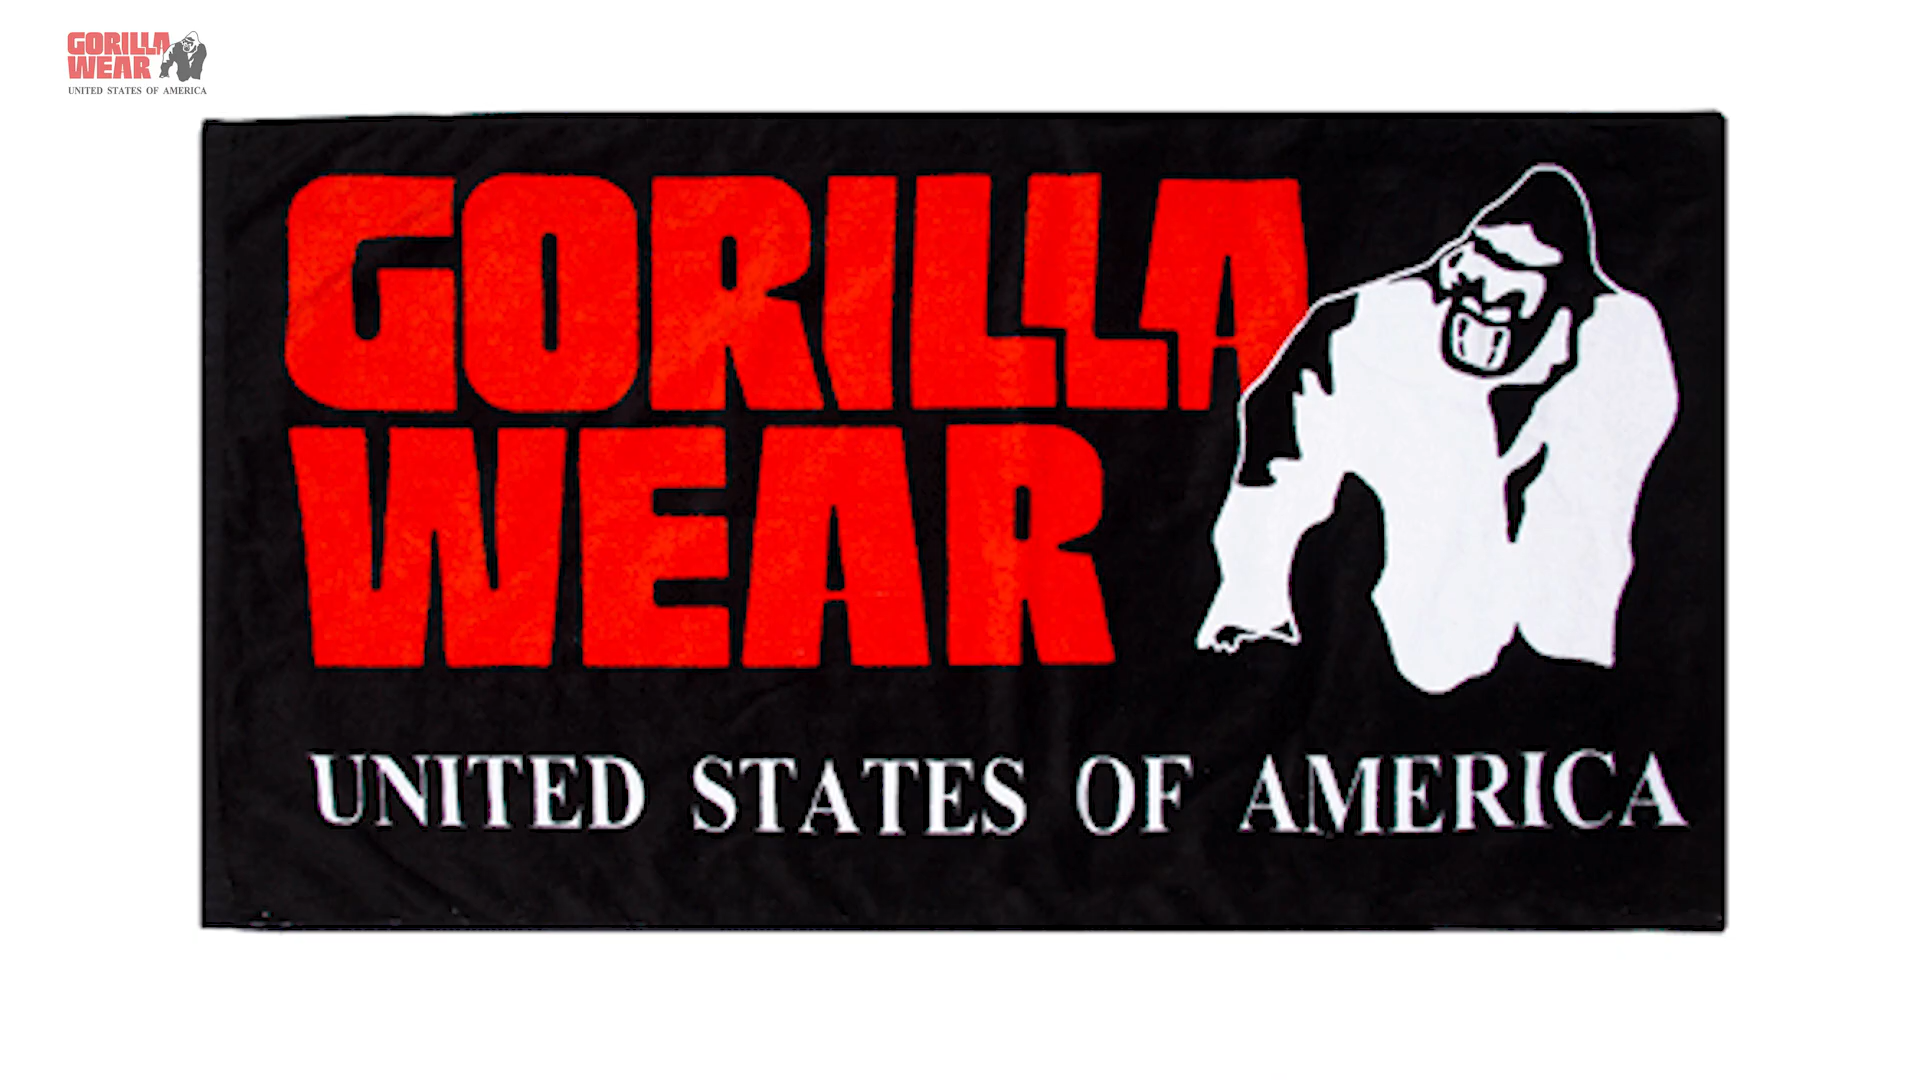 GORILLA
WEAR
UNITED STATES OF AMERICA
GORILLA
WEAR
UNITED STATES OF AMERICA